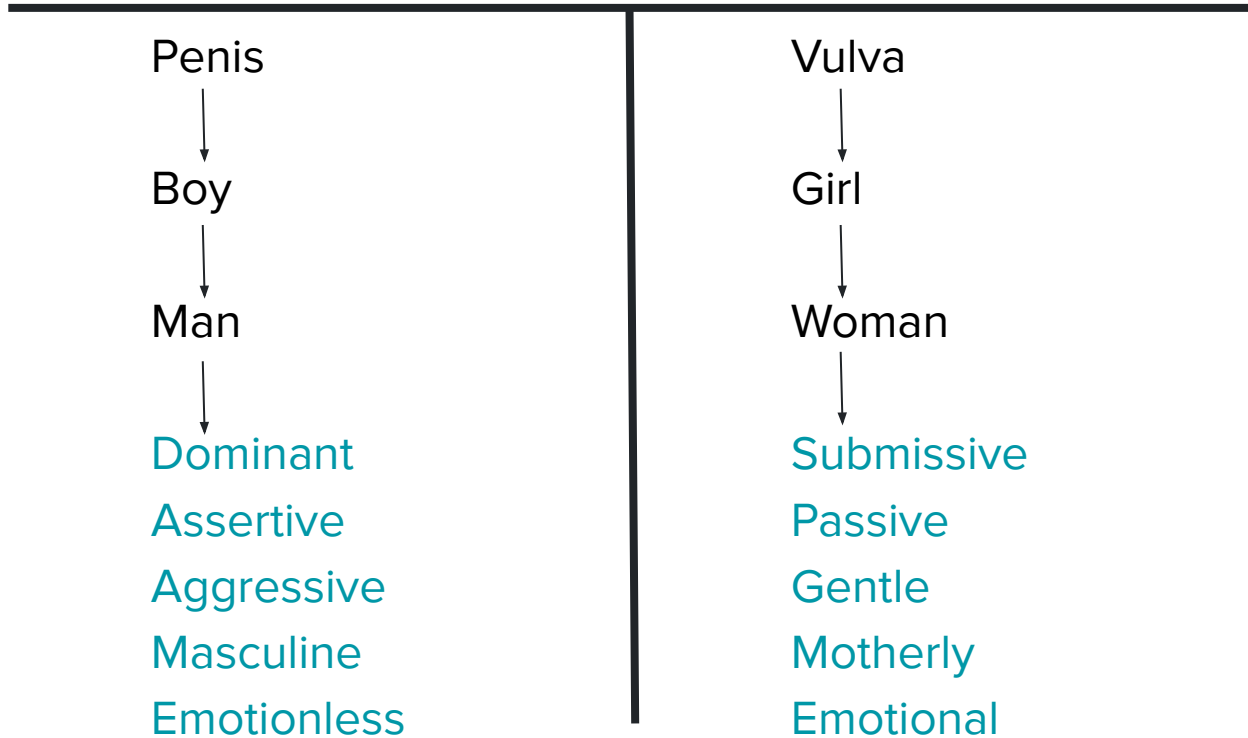 Penis
Boy
Man
Dominant
Assertive
Aggressive
Masculine
Emotionless
Vulva
Girl
Woman
Submissive
Passive
Gentle
Motherly
Emotional